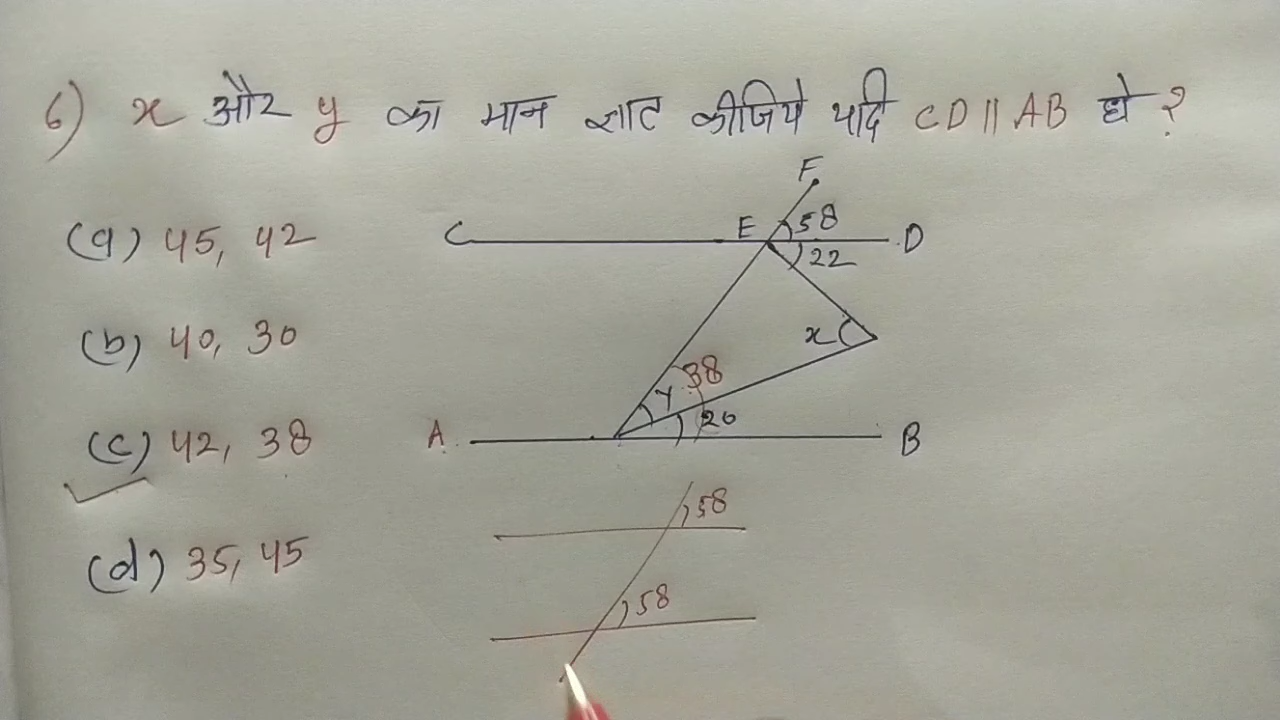 6) x और y का मान ज्ञाट कीजिये यदि CD || AB हो ?
F
(a) 45, 42
C
E
58
D
22
(b) 40, 30
x
38
y
20
(c) 42, 38
A
B
58
(d) 35, 45
58